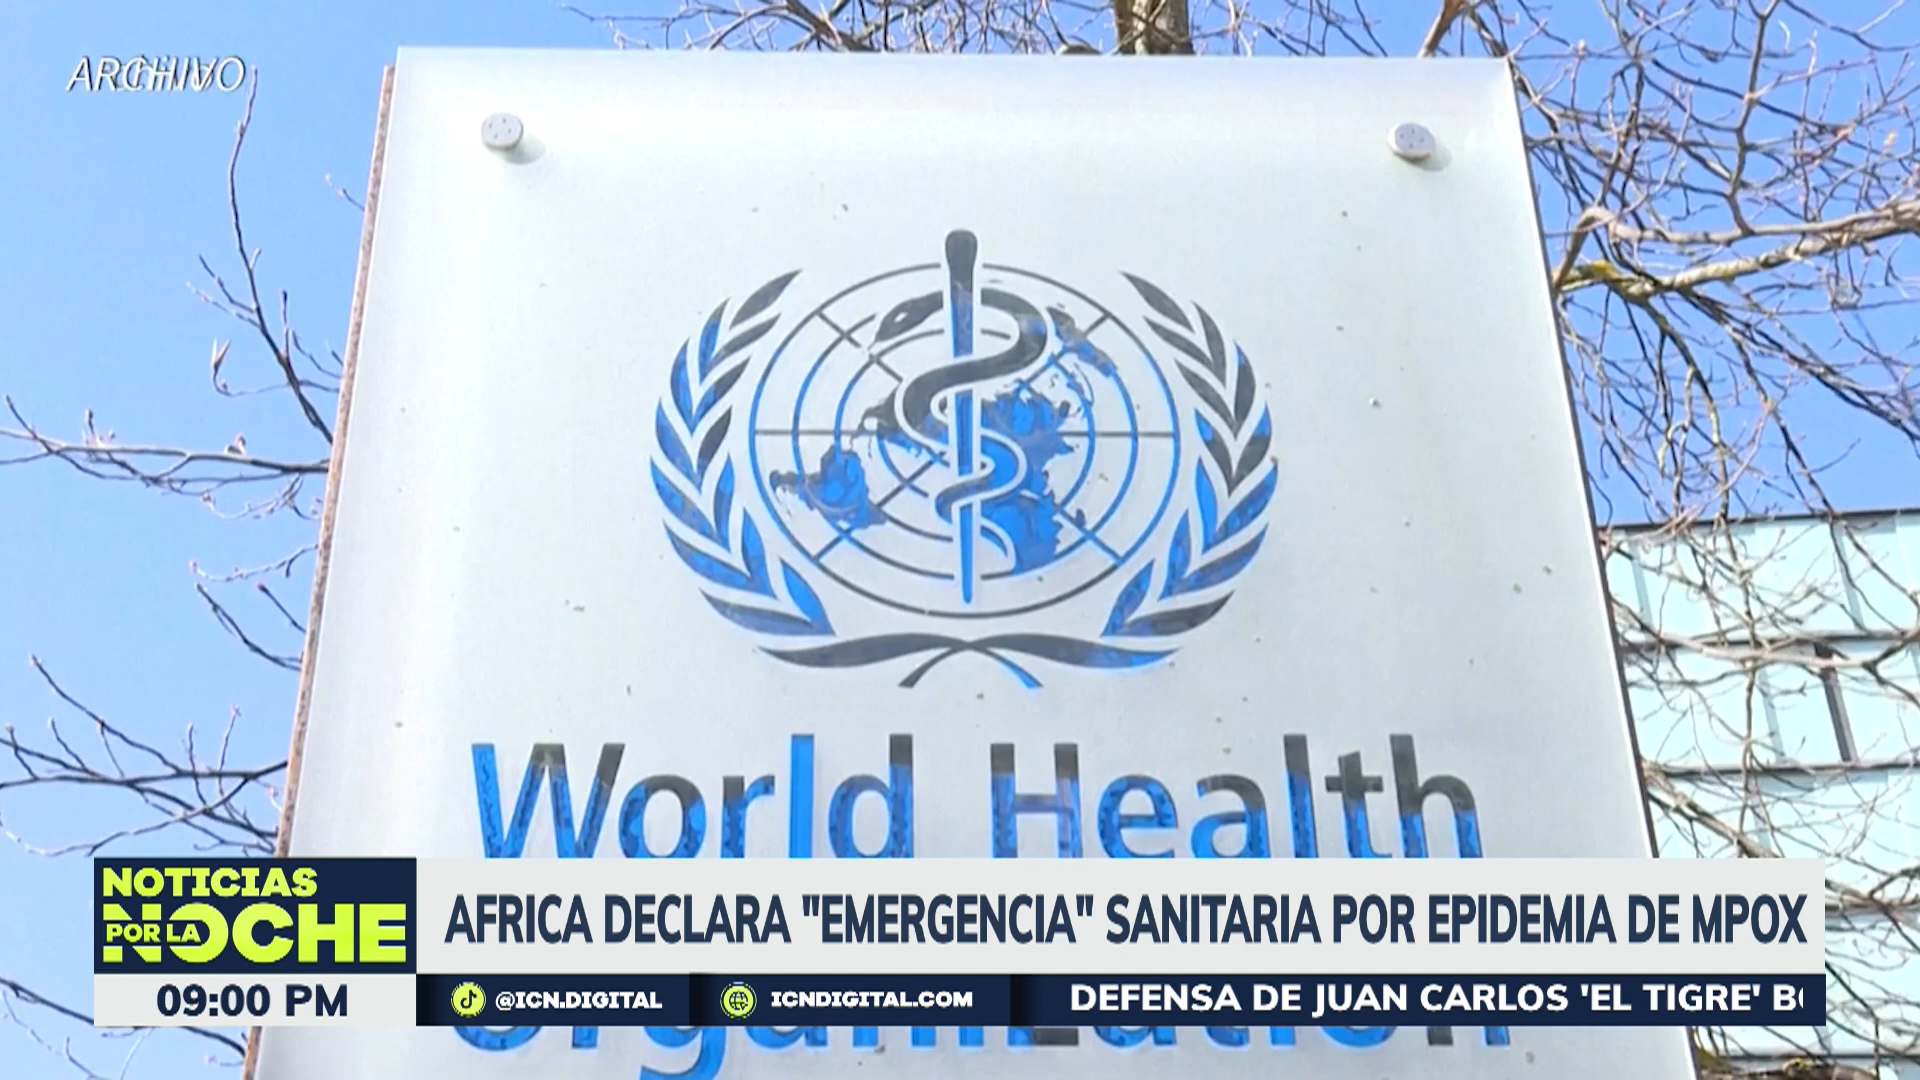 ARCHIVO
World Health
Organization
NOTICIAS
POR LA
NOCHE
AFRICA DECLARA "EMERGENCIA" SANITARIA POR EPIDEMIA DE MPOX
09:00 PM
@ICN.DIGITAL
ICNDIGITAL.COM
DEFENSA DE JUAN CARLOS 'EL TIGRE'